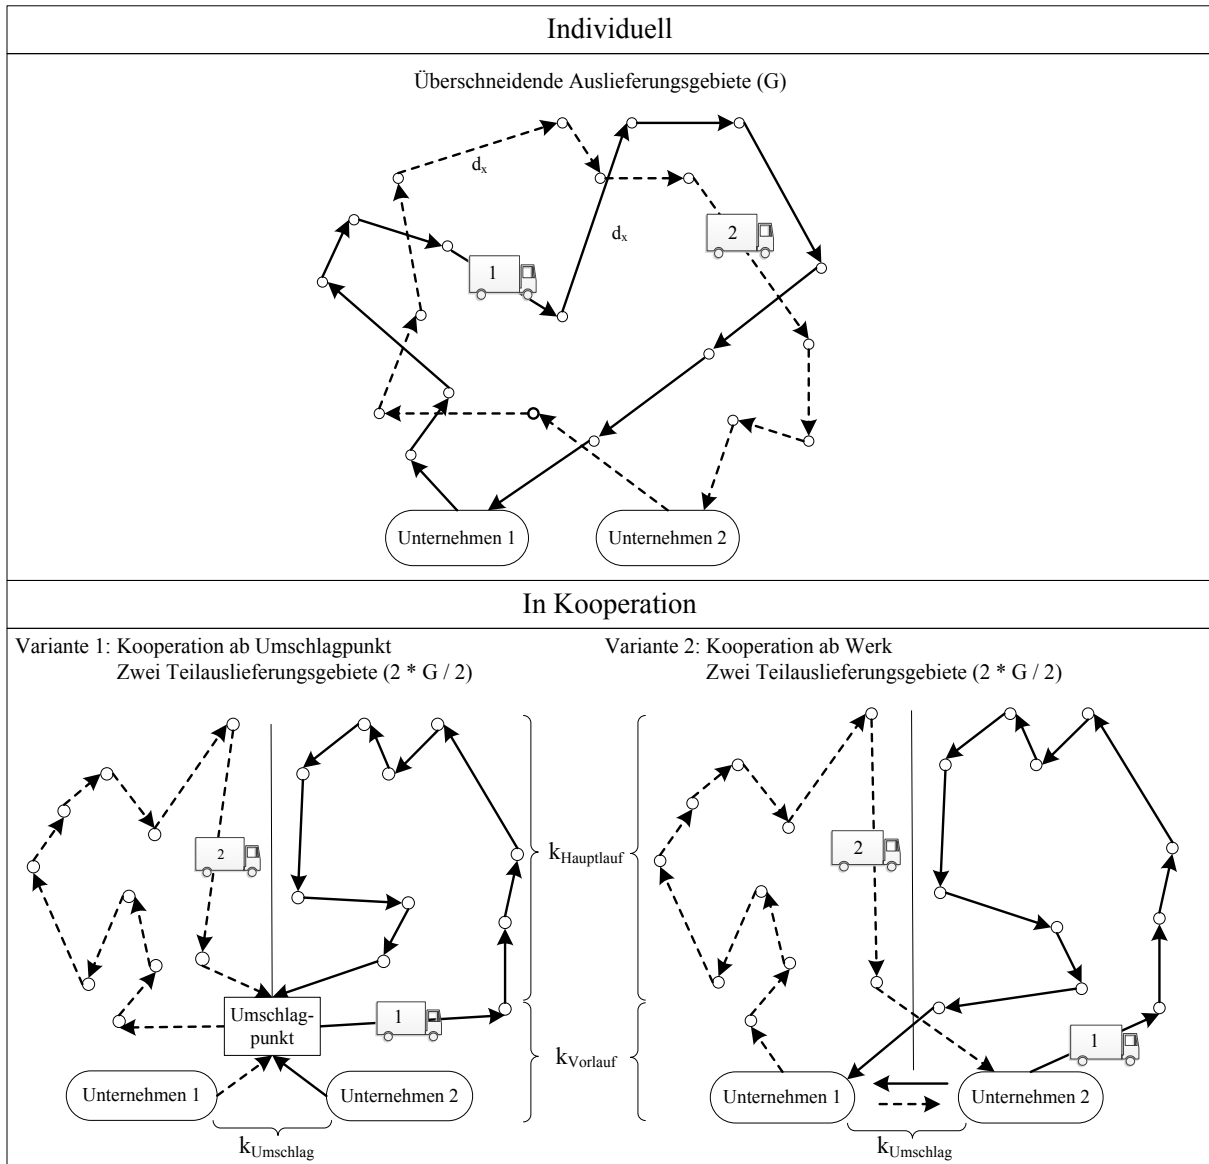 Individuell
Überschneidende Auslieferungsgebiete (G)
dx
dx
2
1
Unternehmen 1
Unternehmen 2
In Kooperation
Variante 1: Kooperation ab Umschlagpunkt
Zwei Teilauslieferungsgebiete (2 * G / 2)
Variante 2: Kooperation ab Werk
Zwei Teilauslieferungsgebiete (2 * G / 2)
2
kHauptlauf
2
Umschlag-
punkt
1
1
kVorlauf
Unternehmen 1
Unternehmen 2
Unternehmen 1
Unternehmen 2
kUmschlag
kUmschlag